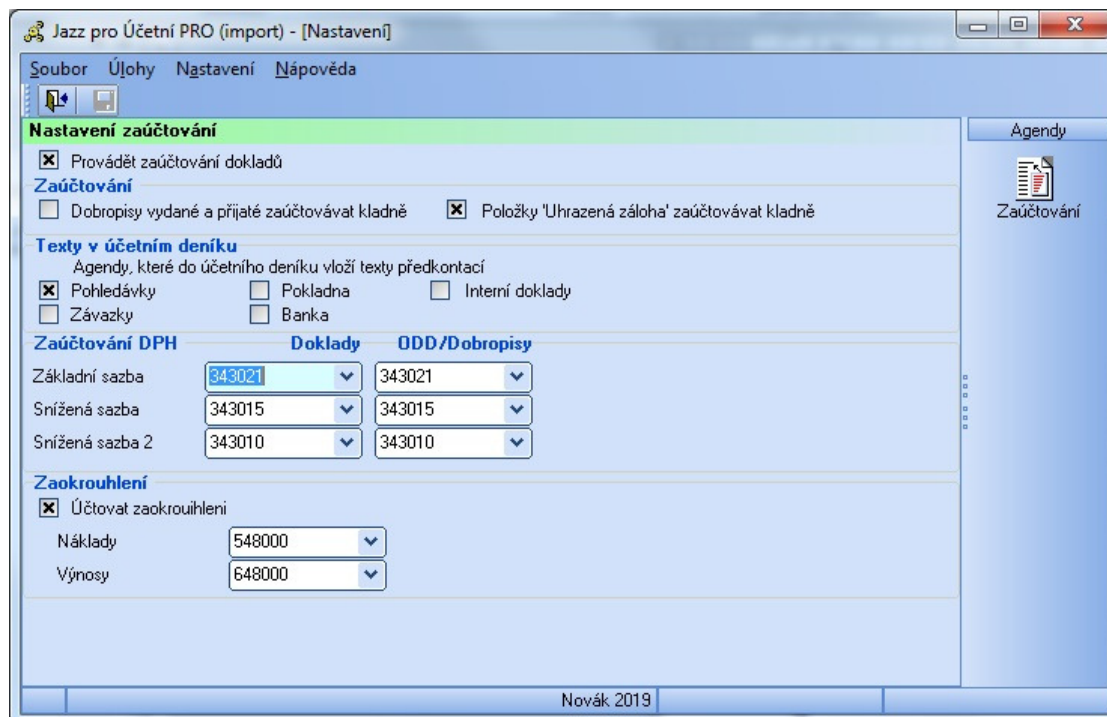 Jazz pro Účetní PRO (import) - [Nastavení]
Soubor Úlohy Nastavení Nápověda
Nastavení zaúčtování
Agendy
Provádět zaúčtování dokladů
Zaúčtování
Zaúčtování
Dobropisy vydané a přijaté zaúčtovávat kladně Položky 'Uhrazená záloha' zaúčtovávat kladně
Texty v účetním deníku
Agendy, které do účetního deníku vloží texty předkontací
Pohledávky Pokladna Interní doklady
Závazky Banka
Zaúčtování DPH Doklady ODD/Dobropisy
Základní sazba 343021 343021
Snížená sazba 343015 343015
Snížená sazba 2 343010 343010
Zaokrouhlení
Účtovat zaokrouihleni
Náklady 548000
Výnosy 648000
Novák 2019